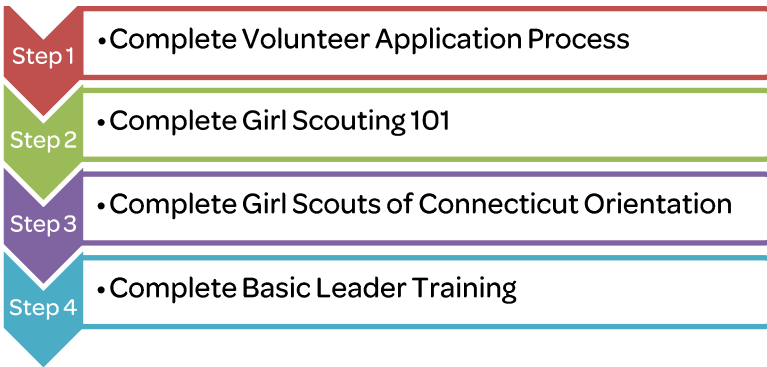 Step 1
•Complete Volunteer Application Process
Step 2
•Complete Girl Scouting 101
Step 3
•Complete Girl Scouts of Connecticut Orientation
Step 4
•Complete Basic Leader Training